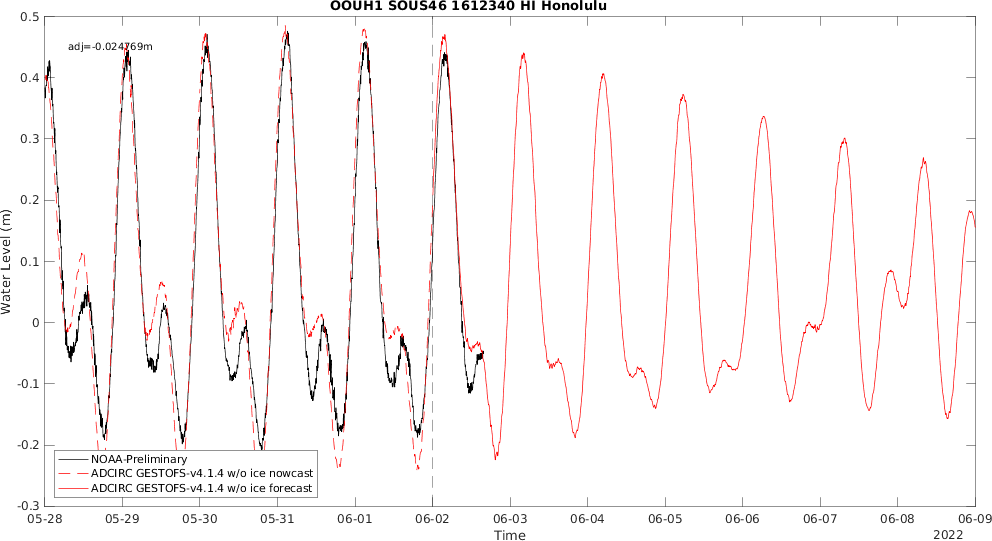 OOUH1 SOUS46 1612340 HI Honolulu
0.5
adj=-0.024769m
0.4
0.3
0.2
0.1
0
-0.1
-0.2
-0.3
Water Level (m)
NOAA-Preliminary
ADCIRC GESTOFS-v4.1.4 w/o ice nowcast
ADCIRC GESTOFS-v4.1.4 w/o ice forecast
05-28 05-29 05-30 05-31 06-01 06-02 06-03 06-04 06-05 06-06 06-07 06-08 06-09
Time
2022